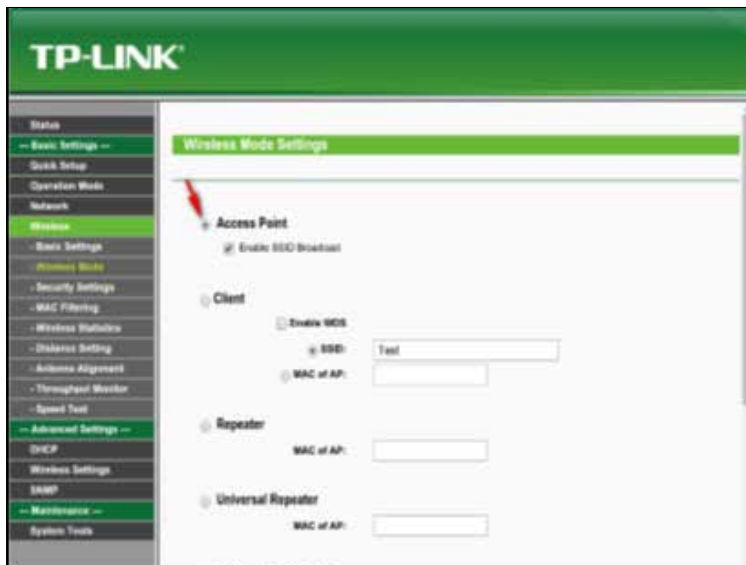 TP-LINK
Status
--- Basic Settings ---
Quick Setup
Operation Mode
Network
Wireless
- Basic Settings
- Wireless Mode
- Security Settings
- MAC Filtering
- Wireless Statistics
- Distance Setting
- Antenna Alignment
- Throughput Monitor
- Speed Test
--- Advanced Settings ---
DHCP
Wireless Settings
SNMP
--- Maintenance ---
System Tools
Wireless Mode Settings
Access Point
Enable SSID Broadcast
Client
Enable WDS
SSID: Test
MAC of AP:
Repeater
MAC of AP:
Universal Repeater
MAC of AP: